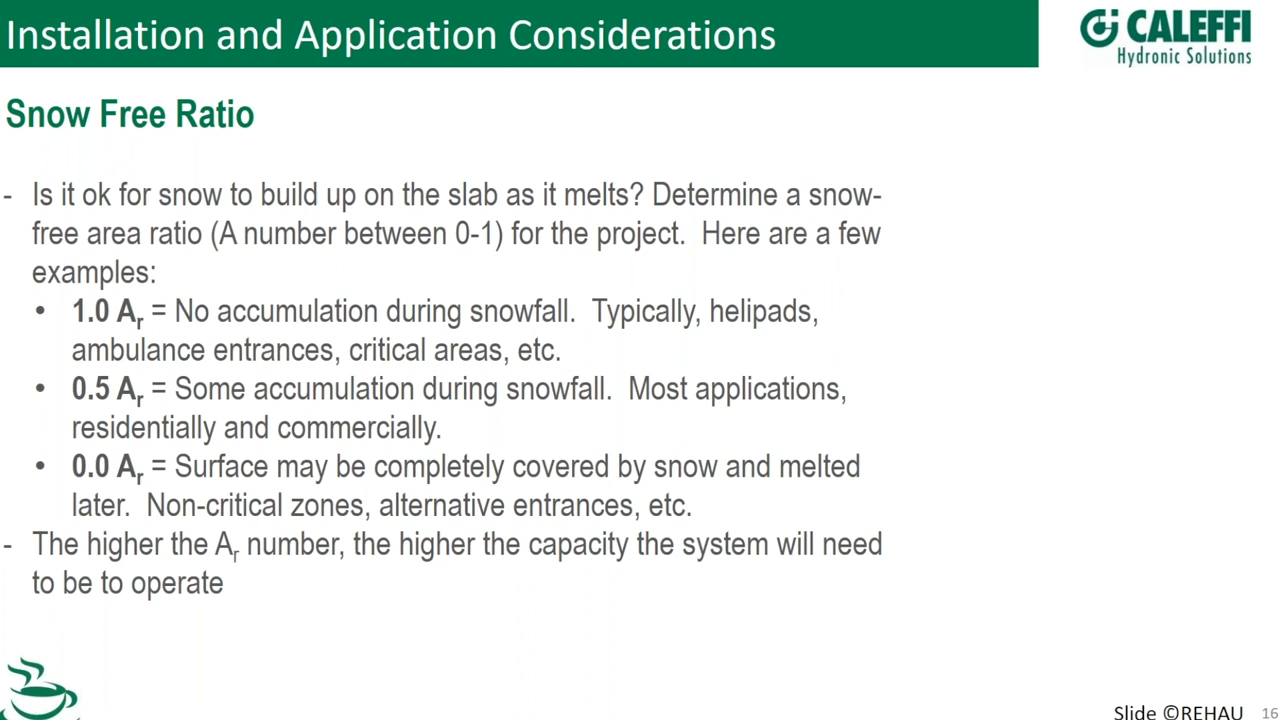 Installation and Application Considerations
CALEFFI
Hydronic Solutions
Snow Free Ratio
- Is it ok for snow to build up on the slab as it melts? Determine a snow-
free area ratio (A number between 0-1) for the project.  Here are a few
examples:
• 1.0 Ar = No accumulation during snowfall.  Typically, helipads,
ambulance entrances, critical areas, etc.
• 0.5 Ar = Some accumulation during snowfall.  Most applications,
residentially and commercially.
• 0.0 Ar = Surface may be completely covered by snow and melted
later.  Non-critical zones, alternative entrances, etc.
- The higher the Ar number, the higher the capacity the system will need
to be to operate
Slide ©REHAU 16